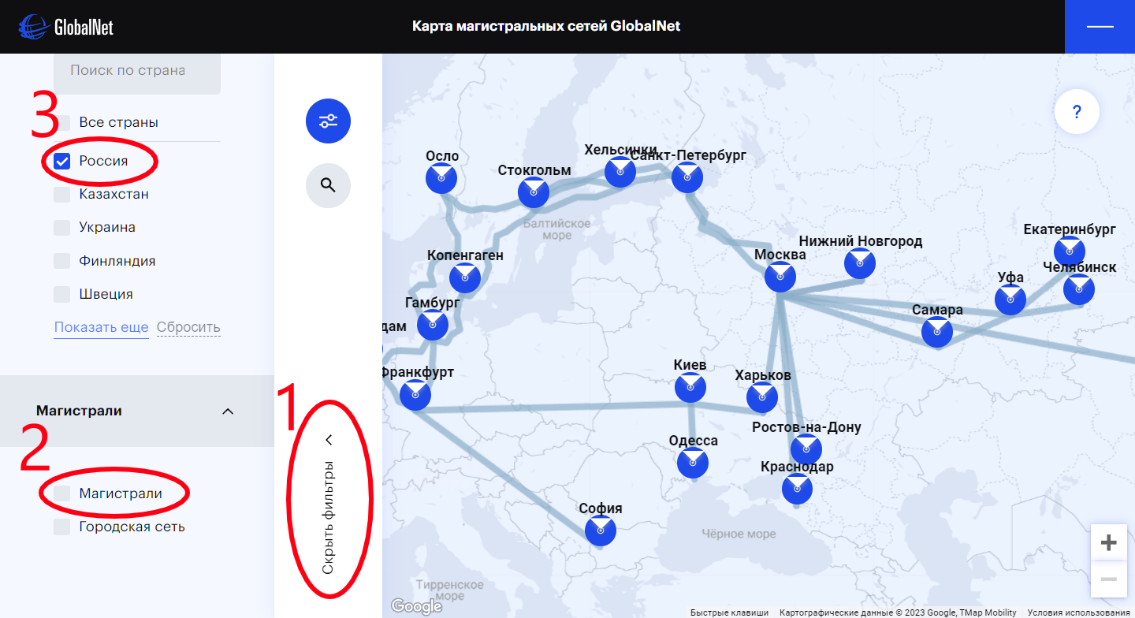 GlobalNet
Карта магистральных сетей GlobalNet
Поиск по страна
3
Все страны
Россия
Казахстан
Украина
Финляндия
Швеция
Показать еще Сбросить
Магистрали
2
Магистрали
Городская сеть
1
Скрыть фильтры
?
Осло
Стокгольм
Хельсинки
Санкт-Петербург
Балтийское
море
Копенгаген
Гамбург
дам
Франкфурт
Москва
Нижний Новгород
Екатеринбург
Челябинск
Уфа
Самара
Киев
Харьков
Ростов-на-Дону
Одесса
Краснодар
София
Чёрное море
Тирренское
море
Google
Быстрые клавиши Картографические данные © 2023 Google, TMap Mobility Условия использования